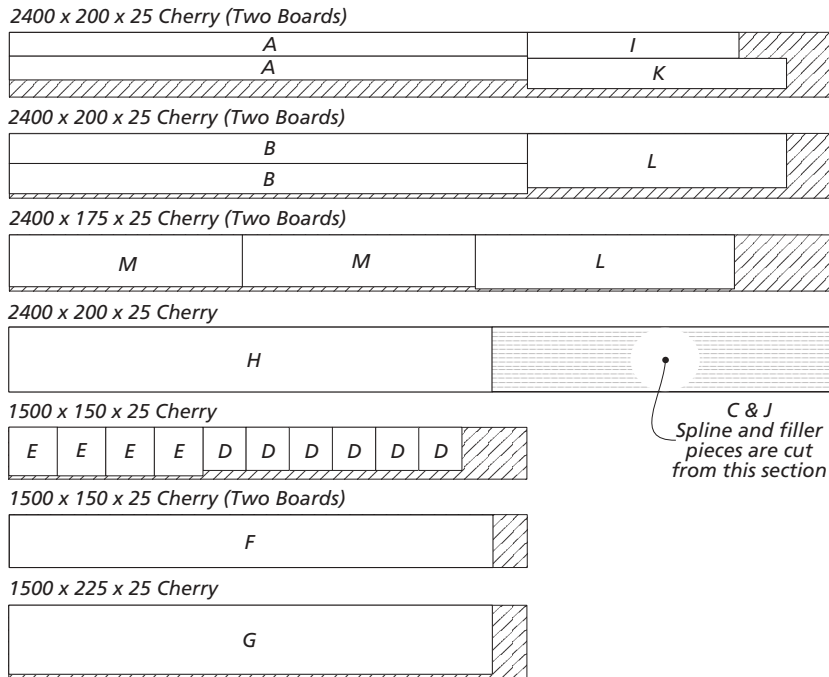 2400 x 200 x 25 Cherry (Two Boards)
A
I
A
K
2400 x 200 x 25 Cherry (Two Boards)
B
L
B
2400 x 175 x 25 Cherry (Two Boards)
M
M
L
2400 x 200 x 25 Cherry
H
C & J
Spline and filler
pieces are cut
from this section
1500 x 150 x 25 Cherry
E E E E D D D D D D
1500 x 150 x 25 Cherry (Two Boards)
F
1500 x 225 x 25 Cherry
G